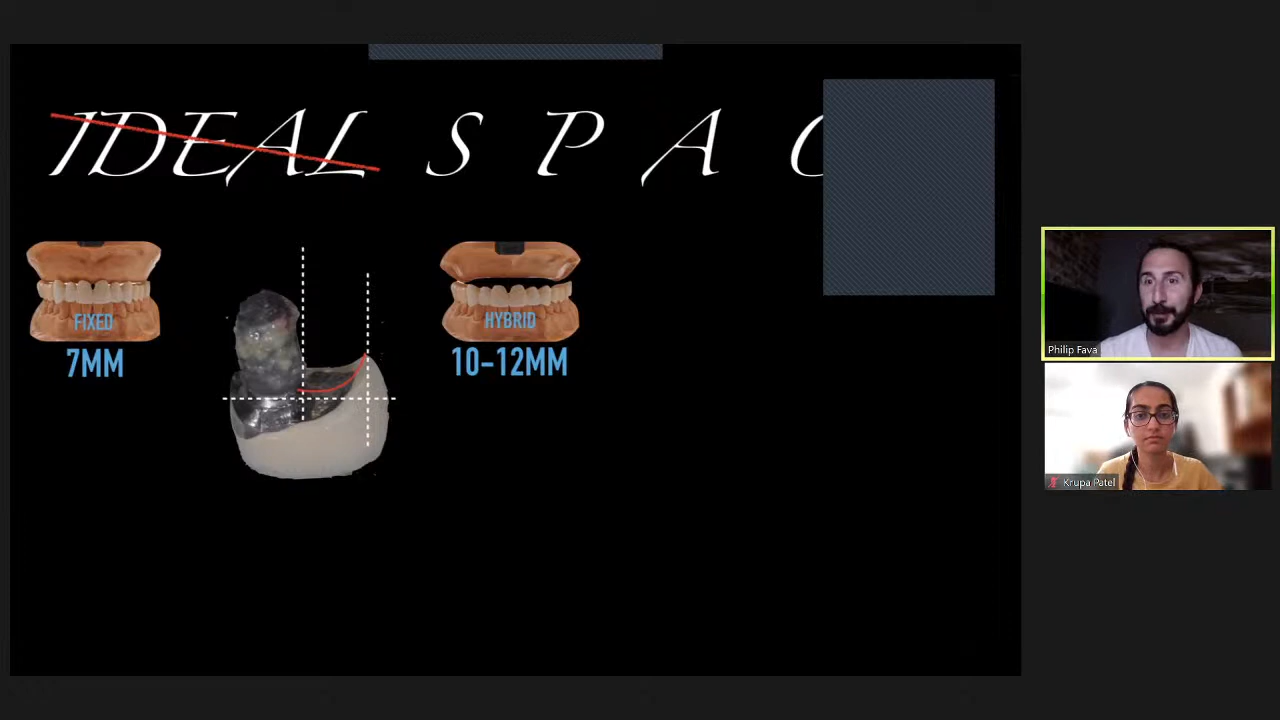 IDEAL S P A C
FIXED
7MM
HYBRID
10-12MM
Philip Fava
Krupa Patel